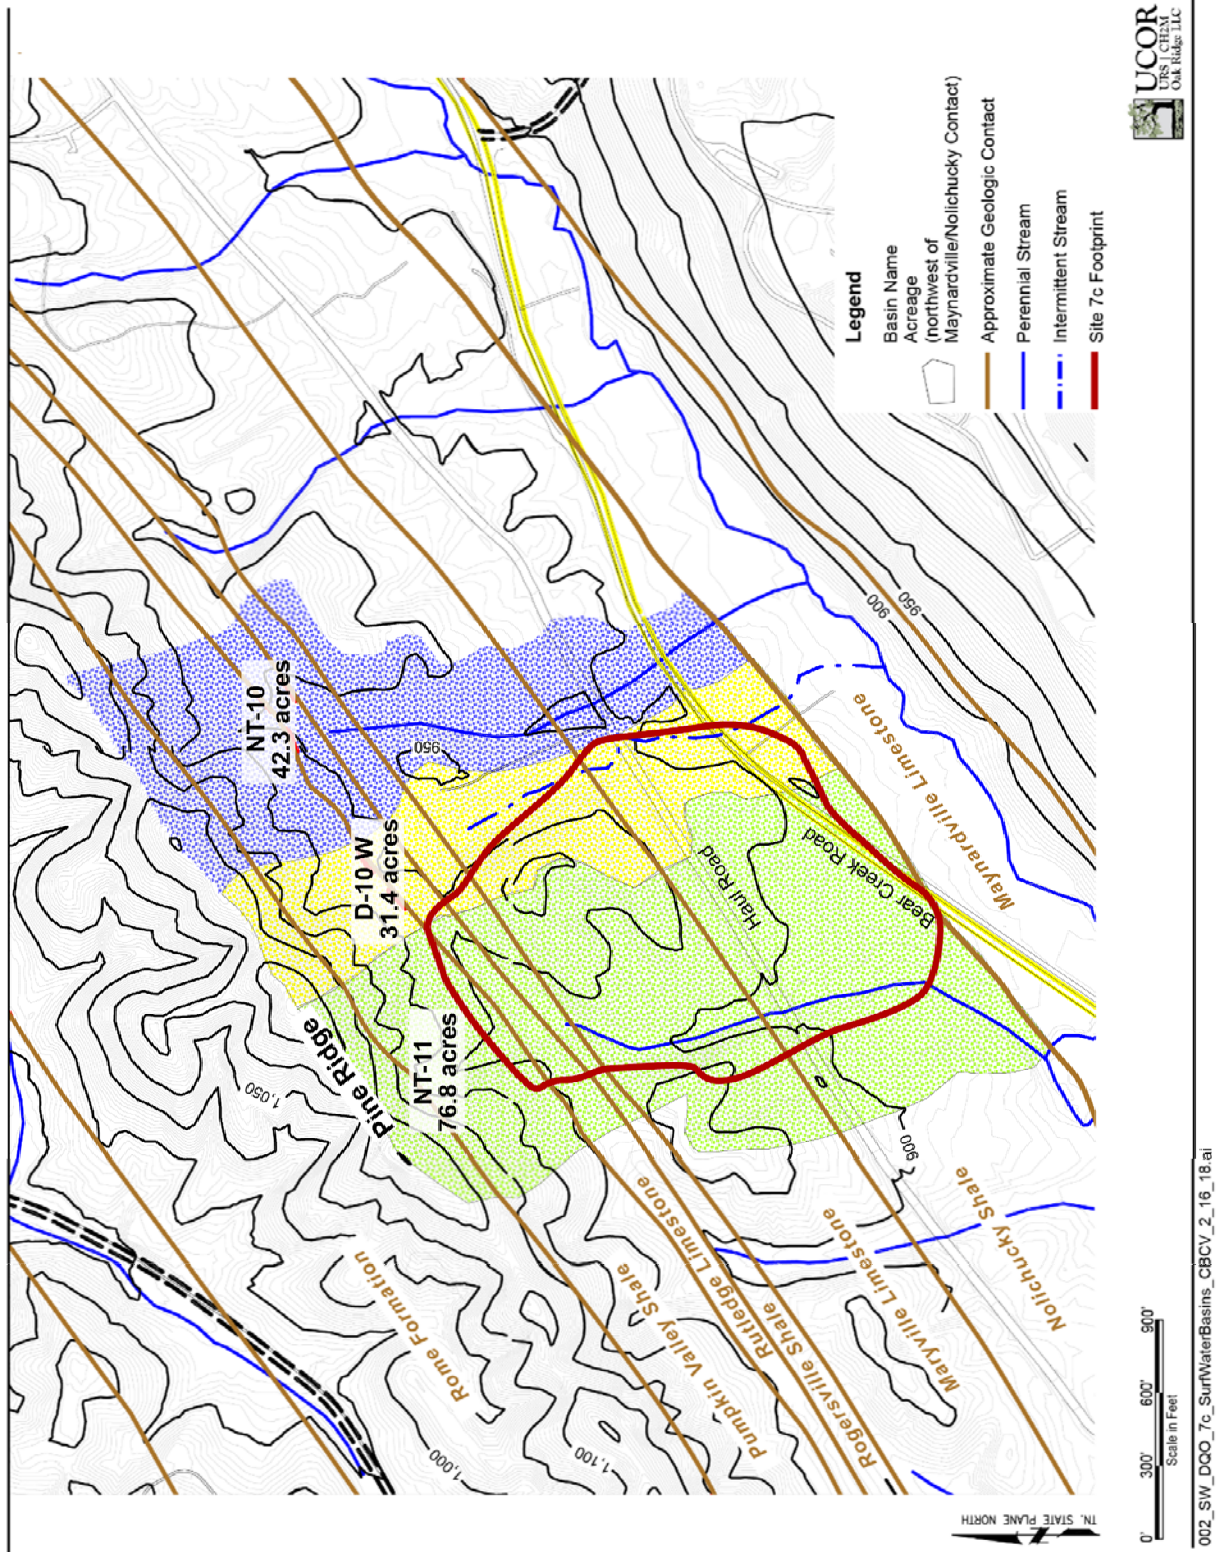 NT-10
42.3 acres
D-10 W
31.4 acres
NT-11
76.8 acres
Pine Ridge
1,050
950
Haul Road
Bear Creek Road
900
950
900
1,000
1,100
Rome Formation
Pumpkin Valley Shale
Rutledge Limestone
Rogersville Shale
Maryville Limestone
Nolichucky Shale
Maynardville Limestone
Legend
Basin Name
Acreage
(northwest of
Maynardville/Nolichucky Contact)
Approximate Geologic Contact
Perennial Stream
Intermittent Stream
Site 7c Footprint
TN. STATE PLANE NORTH
0' 300' 600' 900'
Scale in Feet
UCOR
URS | CH2M
Oak Ridge LLC
002_SW_DQO_7c_SurfWaterBasins_CBCV_2_16_18.ai